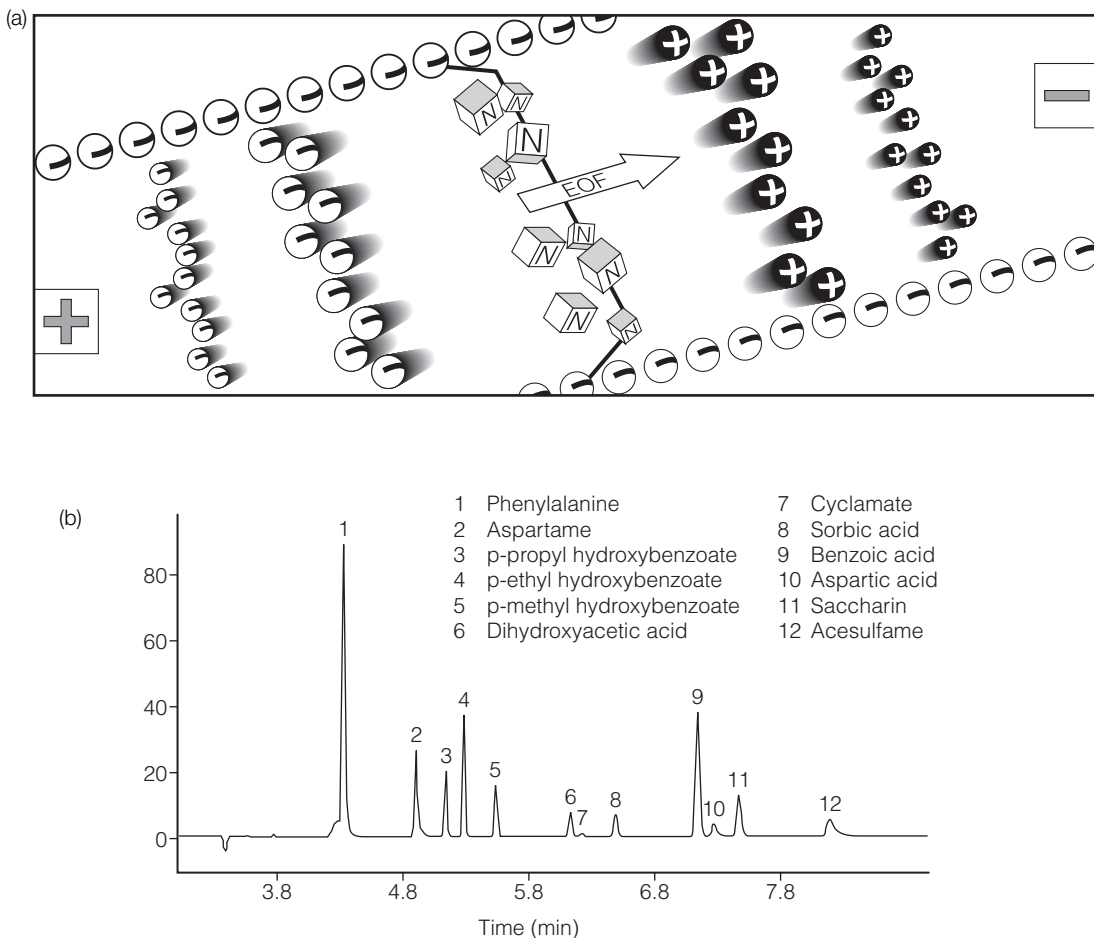 (a)
N
N
N
N
EOF
N
N
N
N
N
(b)
1 Phenylalanine
2 Aspartame
3 p-propyl hydroxybenzoate
4 p-ethyl hydroxybenzoate
5 p-methyl hydroxybenzoate
6 Dihydroxyacetic acid
7 Cyclamate
8 Sorbic acid
9 Benzoic acid
10 Aspartic acid
11 Saccharin
12 Acesulfame
80
60
40
20
0
1
2
3
4
5
6
7
8
9
10
11
12
3.8 4.8 5.8 6.8 7.8
Time (min)